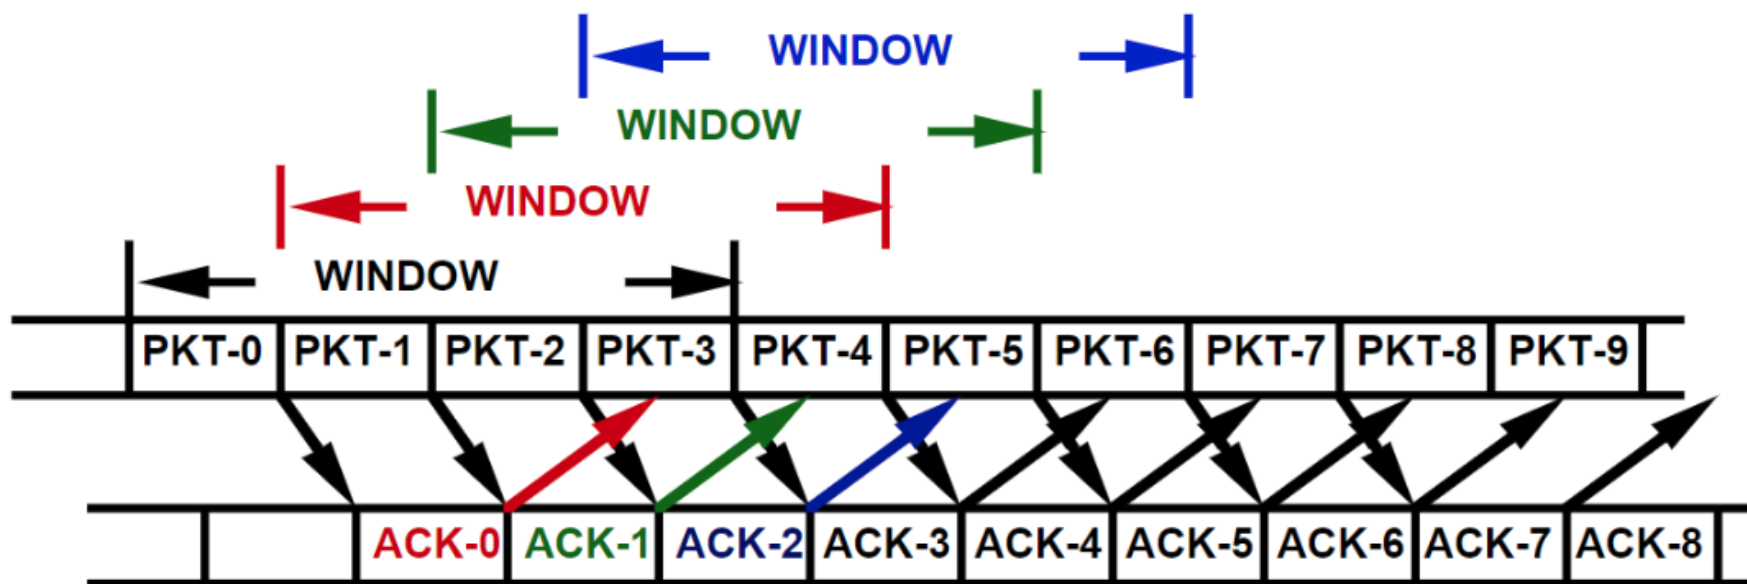 WINDOW
WINDOW
WINDOW
WINDOW
PKT-0 PKT-1 PKT-2 PKT-3 PKT-4 PKT-5 PKT-6 PKT-7 PKT-8 PKT-9
ACK-0 ACK-1 ACK-2 ACK-3 ACK-4 ACK-5 ACK-6 ACK-7 ACK-8